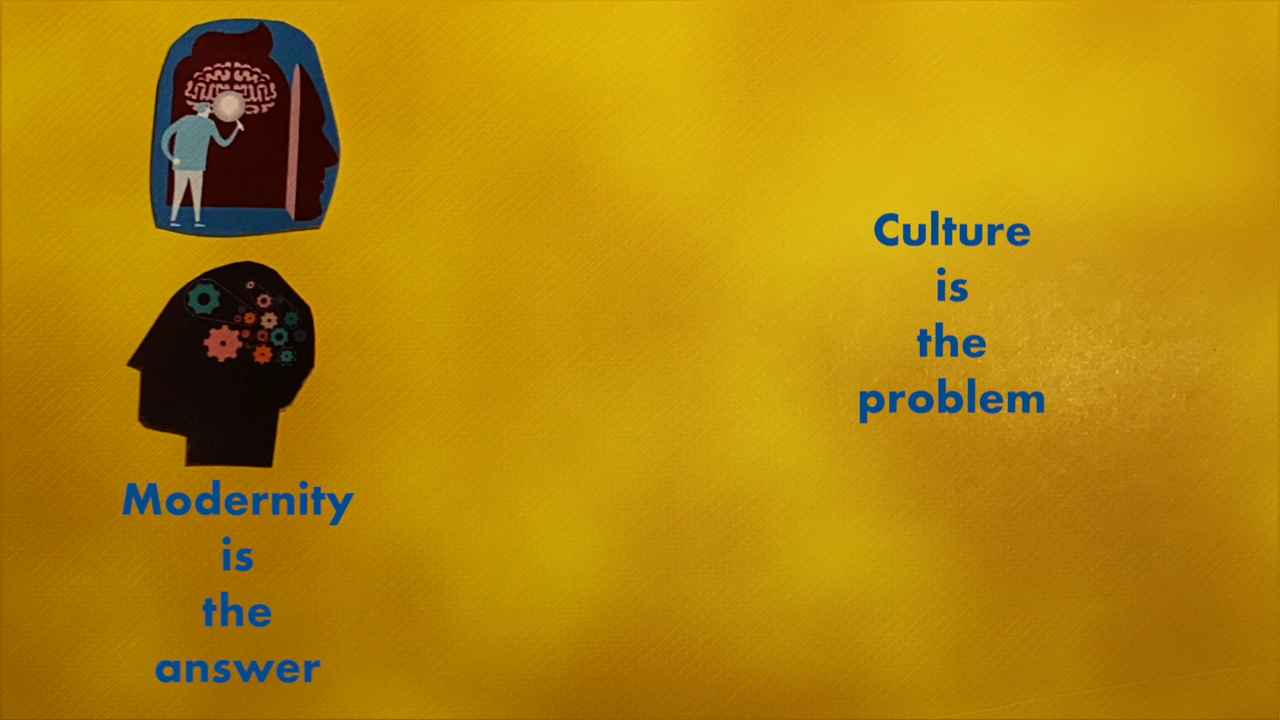 Culture
is
the
problem
Modernity
is
the
answer